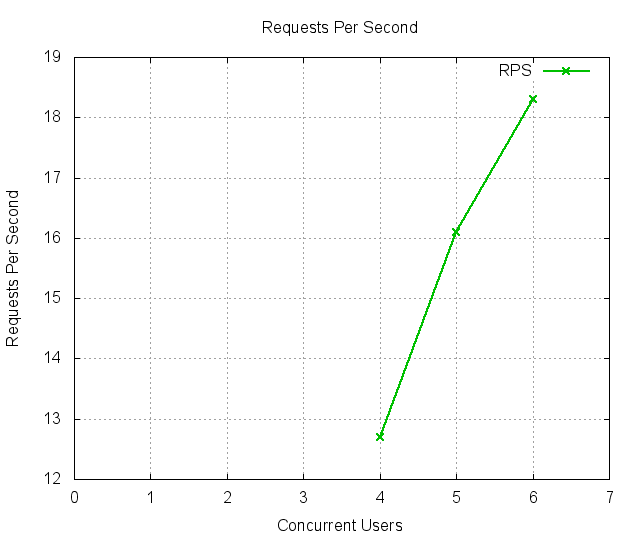 Requests Per Second
RPS
Requests Per Second
19
18
17
16
15
14
13
12
0 1 2 3 4 5 6 7
Concurrent Users